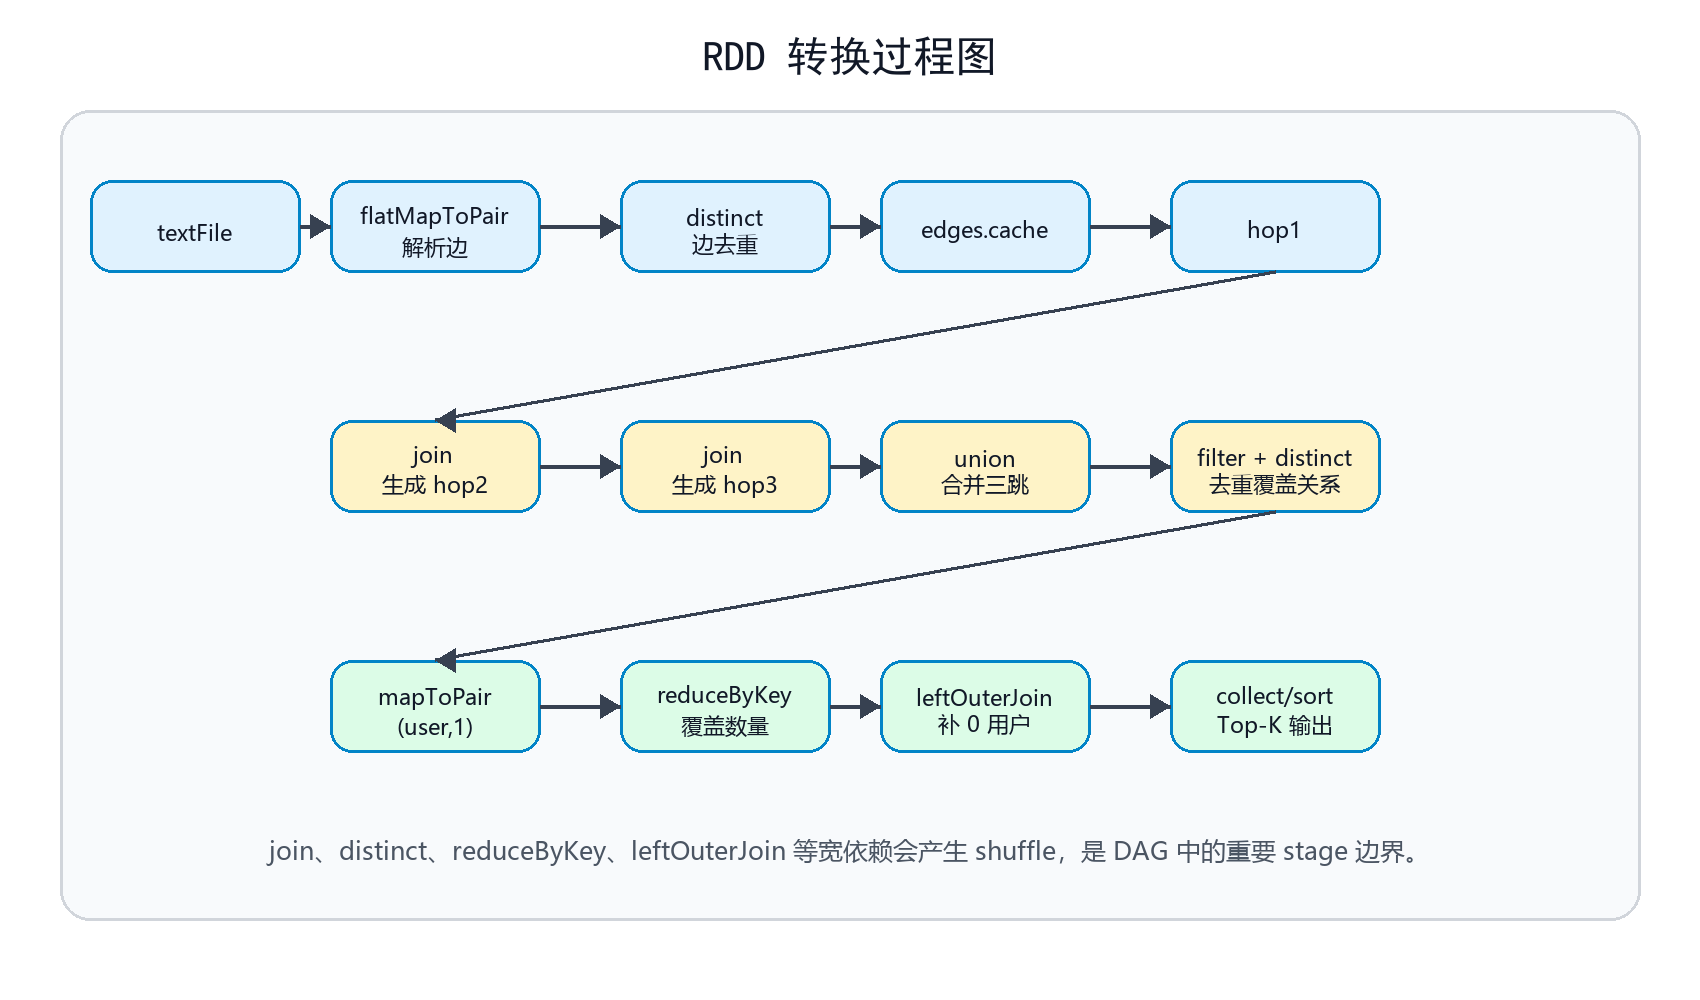 RDD 转换过程图
textFile
flatMapToPair
解析边
distinct
边去重
edges.cache
hop1
join
生成 hop2
join
生成 hop3
union
合并三跳
filter + distinct
去重覆盖关系
mapToPair
(user,1)
reduceByKey
覆盖数量
leftOuterJoin
补 0 用户
collect/sort
Top-K 输出
join、distinct、reduceByKey、leftOuterJoin 等宽依赖会产生 shuffle，是 DAG 中的重要 stage 边界。